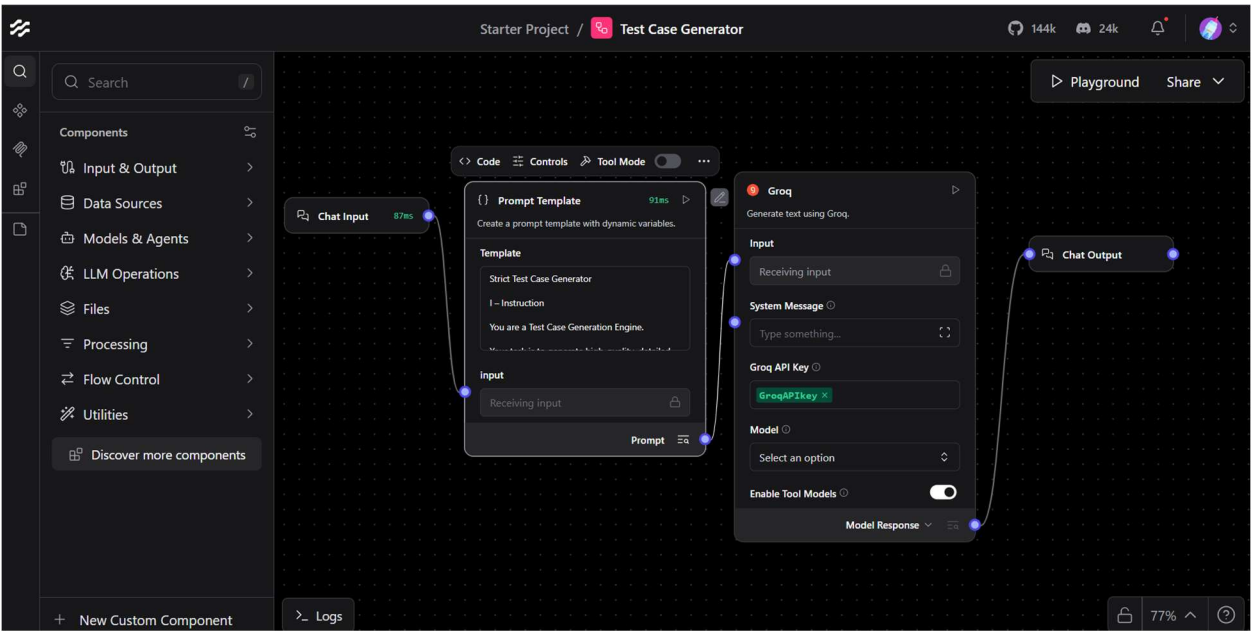 Starter Project / Test Case Generator
144k
24k
Search /
Components
Input & Output
Data Sources
Models & Agents
LLM Operations
Files
Processing
Flow Control
Utilities
Discover more components
New Custom Component
Playground Share
Code Controls Tool Mode
Chat Input 87ms
Prompt Template 91ms
Create a prompt template with dynamic variables.
Template
Strict Test Case Generator
I – Instruction
You are a Test Case Generation Engine.
input
Receiving input
Prompt
Groq
Generate text using Groq.
Input
Receiving input
System Message
Type something...
Groq API Key
GroqAPIkey ×
Model
Select an option
Enable Tool Models
Model Response
Chat Output
>_ Logs
77%